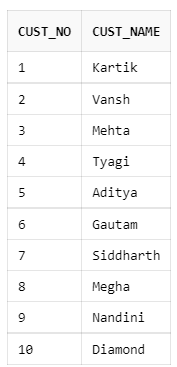 CUST_NO CUST_NAME
1 Kartik
2 Vansh
3 Mehta
4 Tyagi
5 Aditya
6 Gautam
7 Siddharth
8 Megha
9 Nandini
10 Diamond